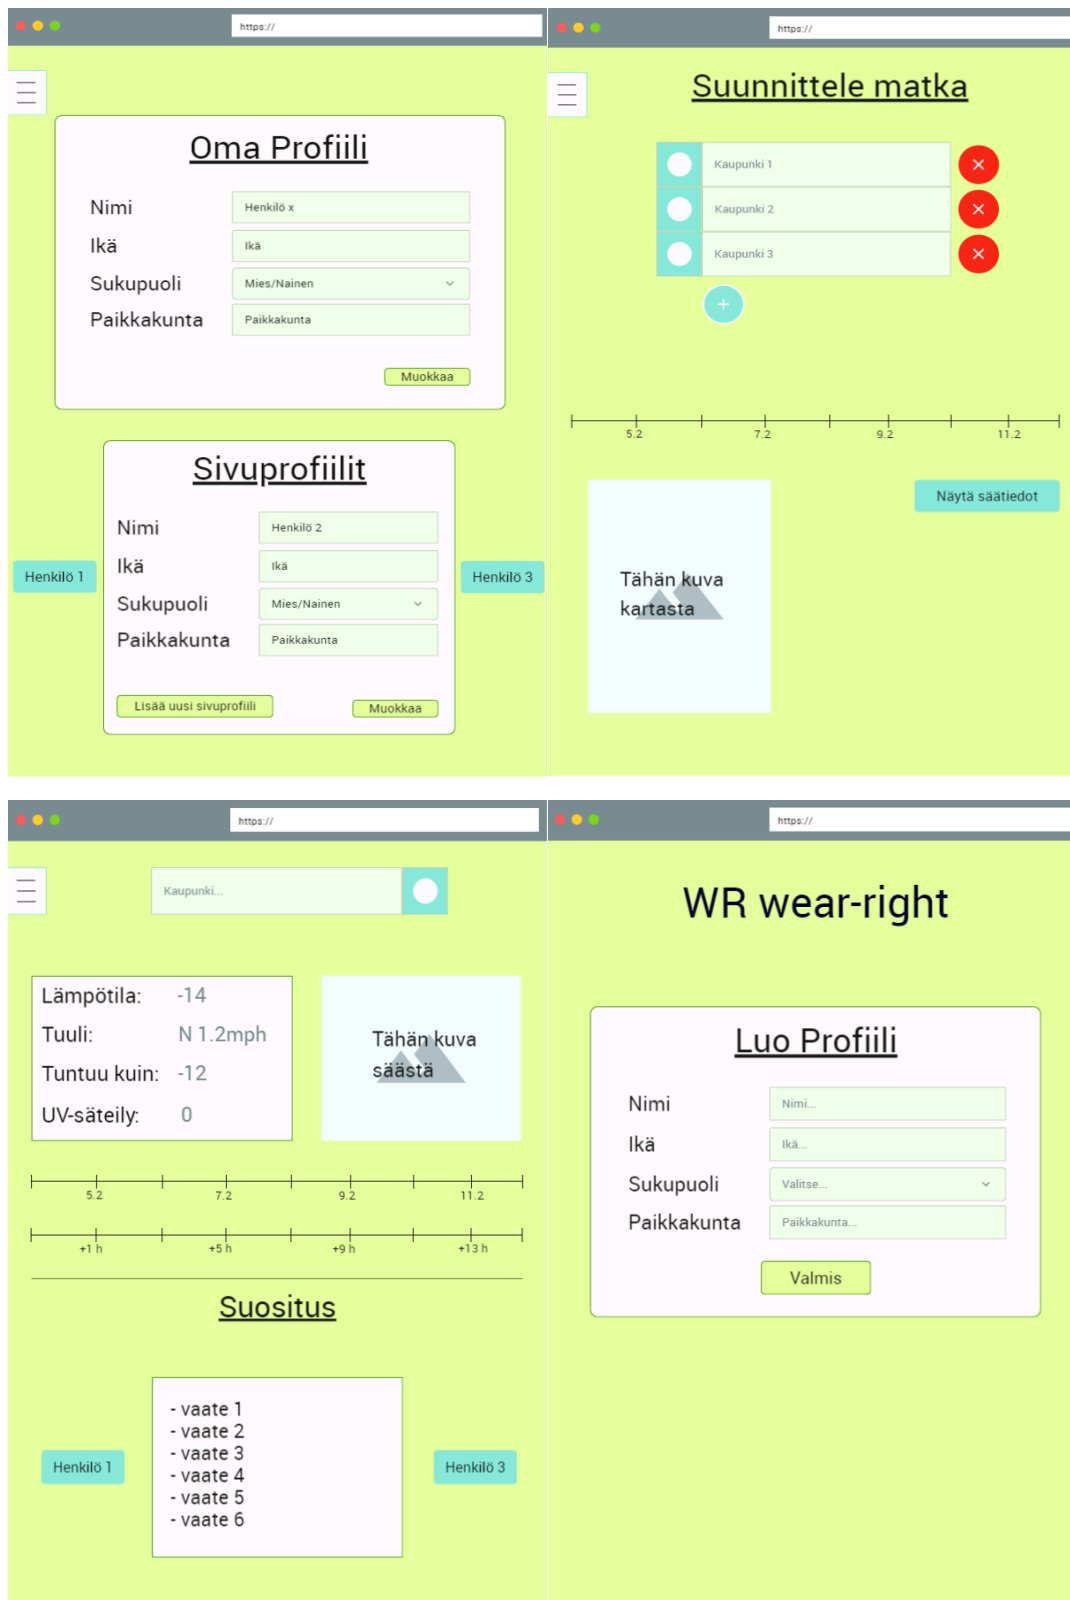 https://
Oma Profiili
Nimi
Henkilö x
Ikä
Ikä
Sukupuoli
Mies/Nainen
Paikkakunta
Paikkakunta
Muokkaa
Sivuprofiilit
Nimi
Henkilö 2
Ikä
Ikä
Sukupuoli
Mies/Nainen
Paikkakunta
Paikkakunta
Henkilö 1
Henkilö 3
Lisää uusi sivuprofiili
Muokkaa
https://
Suunnittele matka
Kaupunki 1
Kaupunki 2
Kaupunki 3
5.2 7.2 9.2 11.2
Näytä säätiedot
Tähän kuva
kartasta
https://
Kaupunki...
Lämpötila: -14
Tuuli: N 1.2mph
Tuntuu kuin: -12
UV-säteily: 0
Tähän kuva
säästä
5.2 7.2 9.2 11.2
+1 h +5 h +9 h +13 h
Suositus
- vaate 1
- vaate 2
- vaate 3
- vaate 4
- vaate 5
- vaate 6
Henkilö 1
Henkilö 3
https://
WR wear-right
Luo Profiili
Nimi
Nimi...
Ikä
Ikä...
Sukupuoli
Valitse...
Paikkakunta
Paikkakunta...
Valmis